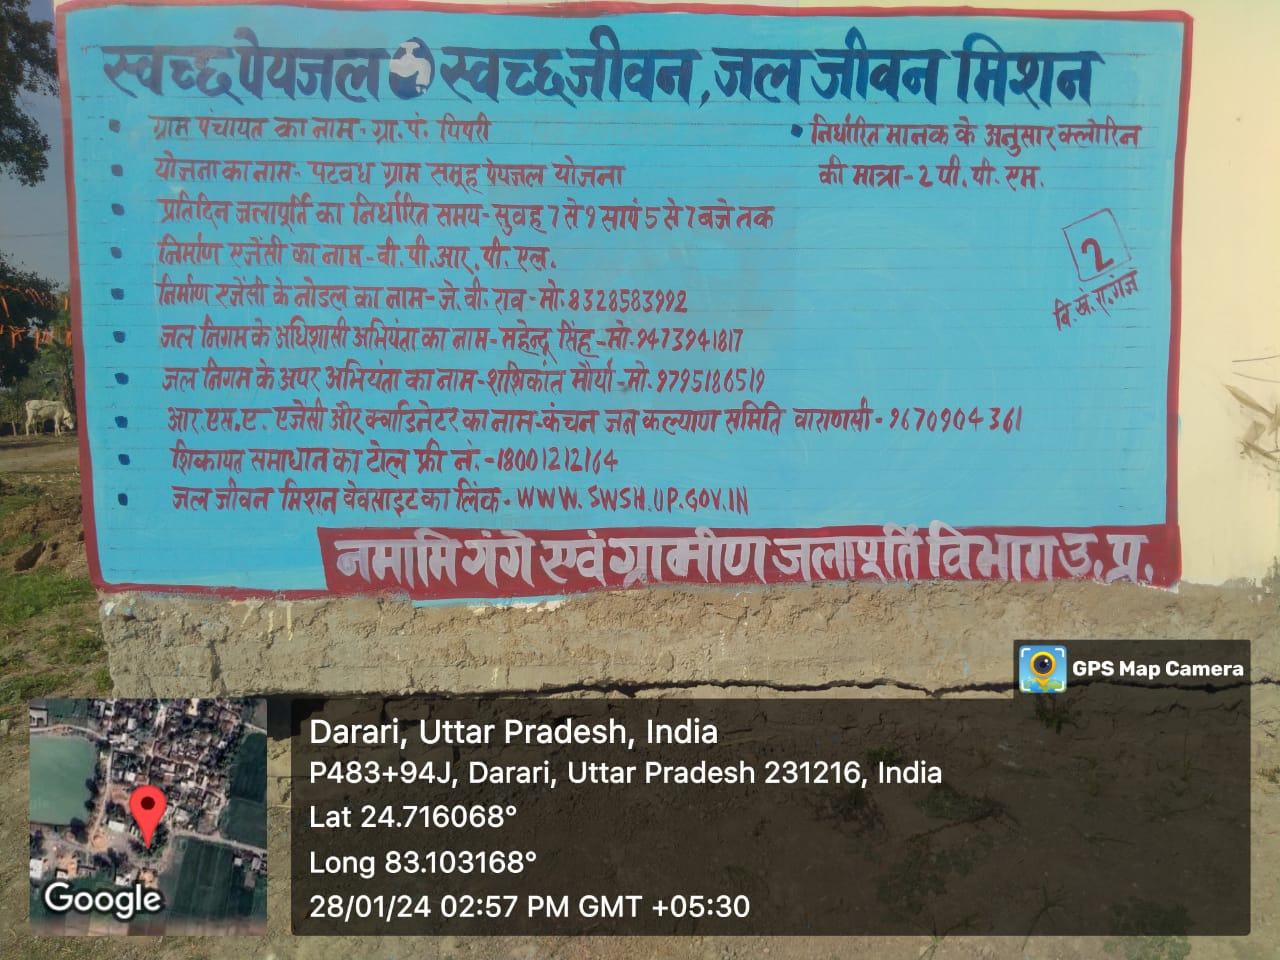 स्वच्छ पेयजल स्वच्छ जीवन, जल जीवन मिशन
• ग्राम पंचायत का नाम - ग्रा. पं. पिपरी
• योजना का नाम - पटवध ग्राम समूह पेयजल योजना
• प्रतिदिन जलापूर्ति का निर्धारित समय - सुवह 7 से 9 सायं 5 से 7 बजे तक
• निर्माण एजेंसी का नाम - वी. पी. आर. पी. एल.
• निर्माण एजेंसी के नोडल का नाम - जे. वी. राव - मो. 8328583992
• जल निगम के अधिशासी अभियंता का नाम - महेन्द्र सिंह - मो. 9473941817
• जल निगम के अपर अभियंता का नाम - शशिकांत मौर्या - मो. 9795186519
• आर. एस. ए. एजेंसी और क्वाडिनेटर का नाम - कंचन जन कल्याण समिति वाराणसी - 9670904361
• शिकायत समाधान का टोल फ्री नं. - 18001212164
• जल जीवन मिशन वेवसाइट का लिंक - WWW.SWSH.UP.GOV.IN
• निर्धारित मानक के अनुसार क्लोरिन
की मात्रा - 2 पी. पी. एम.
2
वि. खं. रा. गंज
नमामि गंगे एवं ग्रामीण जलापूर्ति विभाग उ. प्र.
GPS Map Camera
Darari, Uttar Pradesh, India
P483+94J, Darari, Uttar Pradesh 231216, India
Lat 24.716068°
Long 83.103168°
28/01/24 02:57 PM GMT +05:30
Google